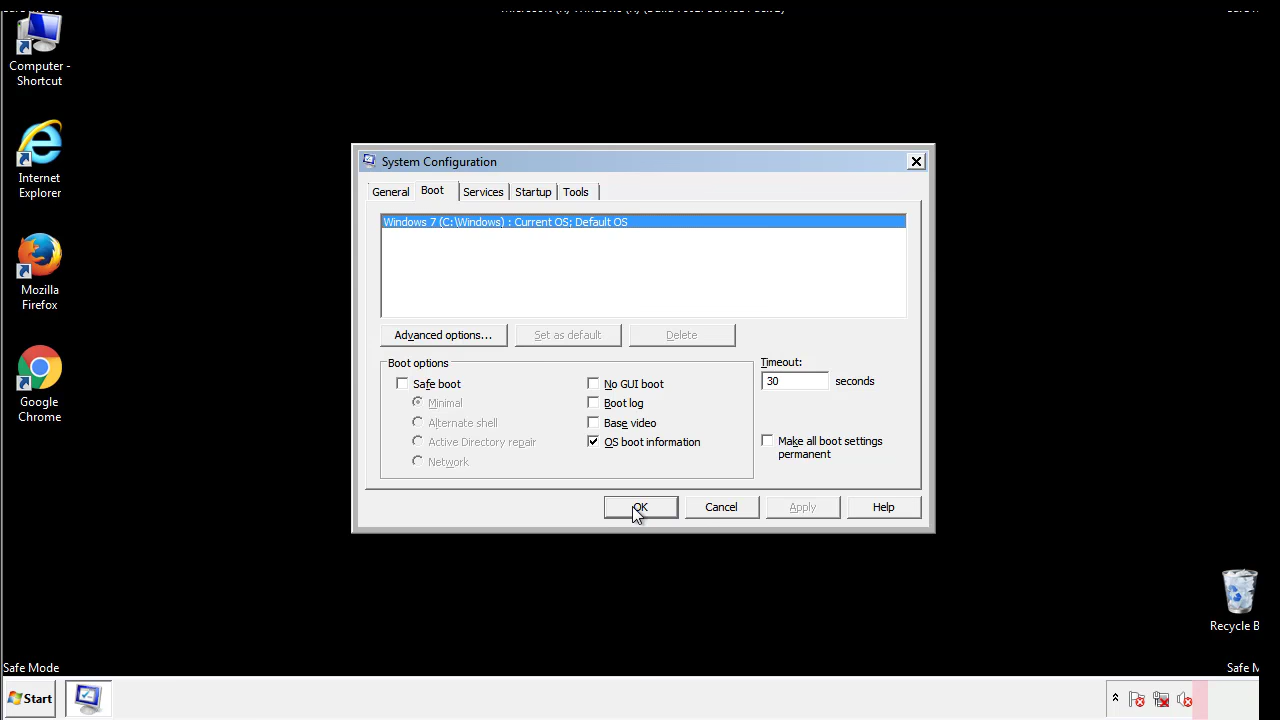 Computer -
Shortcut
Internet
Explorer
Mozilla
Firefox
Google
Chrome
System Configuration
General
Boot
Services
Startup
Tools
Windows 7 (C:\Windows) : Current OS; Default OS
Advanced options...
Set as default
Delete
Boot options
Safe boot
Minimal
Alternate shell
Active Directory repair
Network
No GUI boot
Boot log
Base video
OS boot information
Timeout:
30 seconds
Make all boot settings
permanent
OK
Cancel
Apply
Help
Recycle B
Safe Mode
Safe M
Start